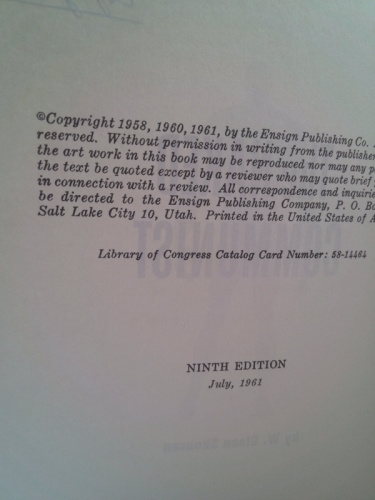 ©Copyright 1958, 1960, 1961, by the Ensign Publishing Co.
reserved. Without permission in writing from the publisher
the art work in this book may be reproduced nor may any
the text be quoted except by a reviewer who may quote brief
in connection with a review. All correspondence and inquiries
be directed to the Ensign Publishing Company, P. O.
Salt Lake City 10, Utah. Printed in the United States of
Library of Congress Catalog Card Number: 58-14464
NINTH EDITION
July, 1961